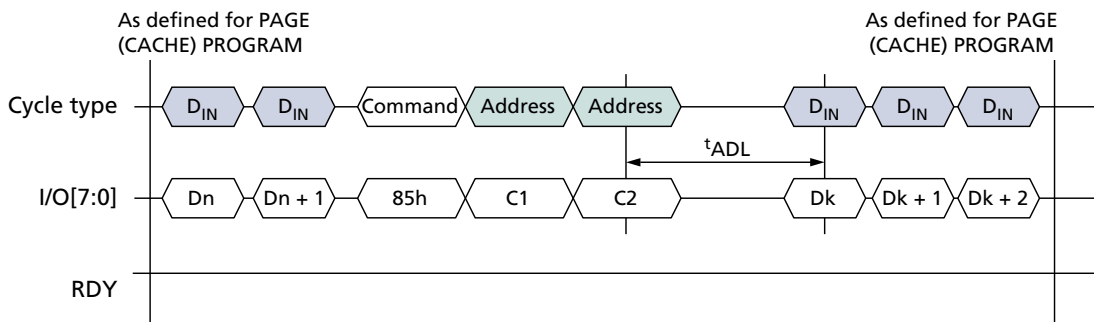 As defined for PAGE
(CACHE) PROGRAM
As defined for PAGE
(CACHE) PROGRAM
Cycle type
DIN
DIN
Command
Address
Address
DIN
DIN
DIN
tADL
I/O[7:0]
Dn
Dn + 1
85h
C1
C2
Dk
Dk + 1
Dk + 2
RDY